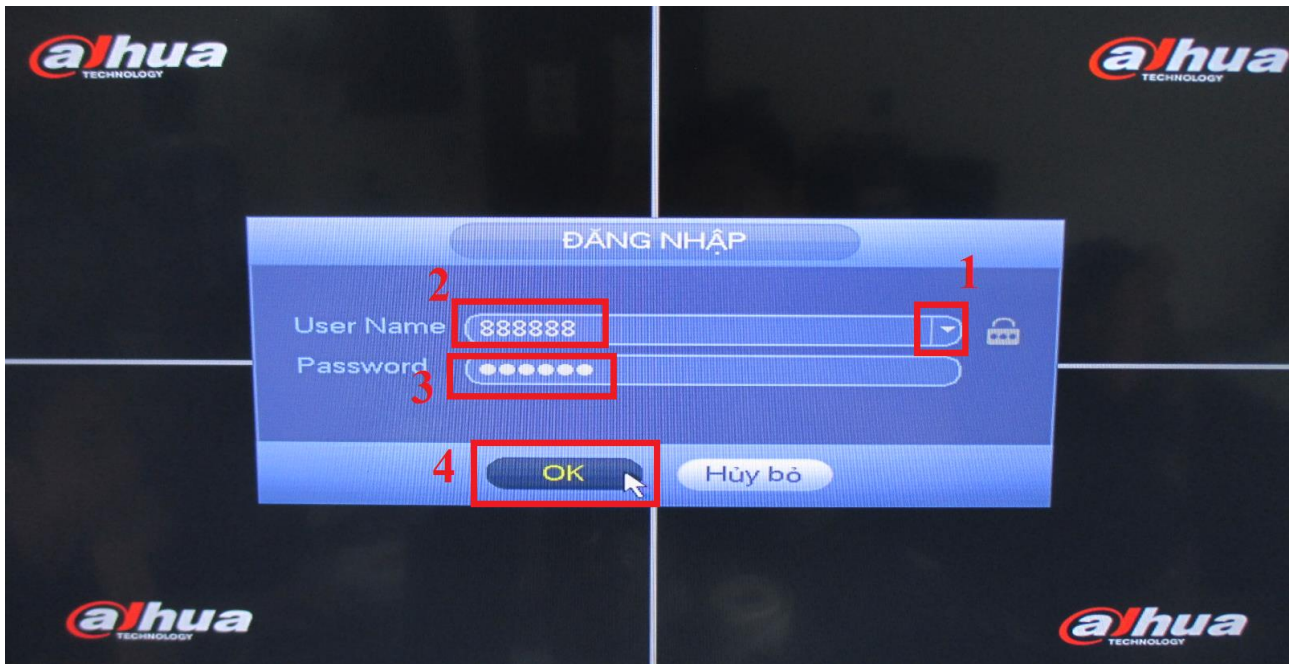 alhua
TECHNOLOGY
alhua
TECHNOLOGY
ĐĂNG NHẬP
1
2
User Name 888888
Password ●●●●●●
3
4
OK
Hủy bỏ
alhua
TECHNOLOGY
alhua
TECHNOLOGY